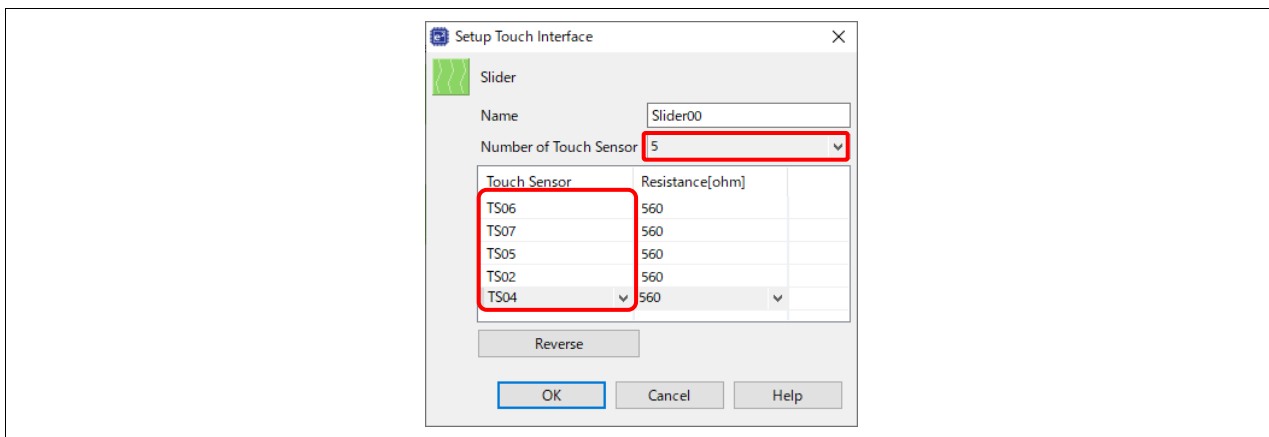 Setup Touch Interface
Slider
Name Slider00
Number of Touch Sensor 5
Touch Sensor Resistance[ohm]
TS06 560
TS07 560
TS05 560
TS02 560
TS04 560
Reverse
OK Cancel Help